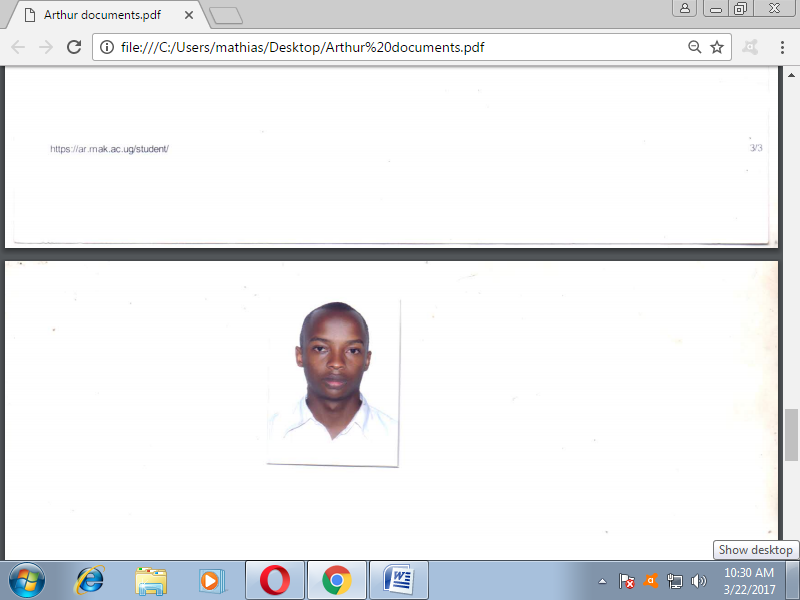 Arthur documents.pdf
file:///C:/Users/mathias/Desktop/Arthur%20documents.pdf
https://ar.mak.ac.ug/student/
3/3
Show desktop
10:30 AM
3/22/2017